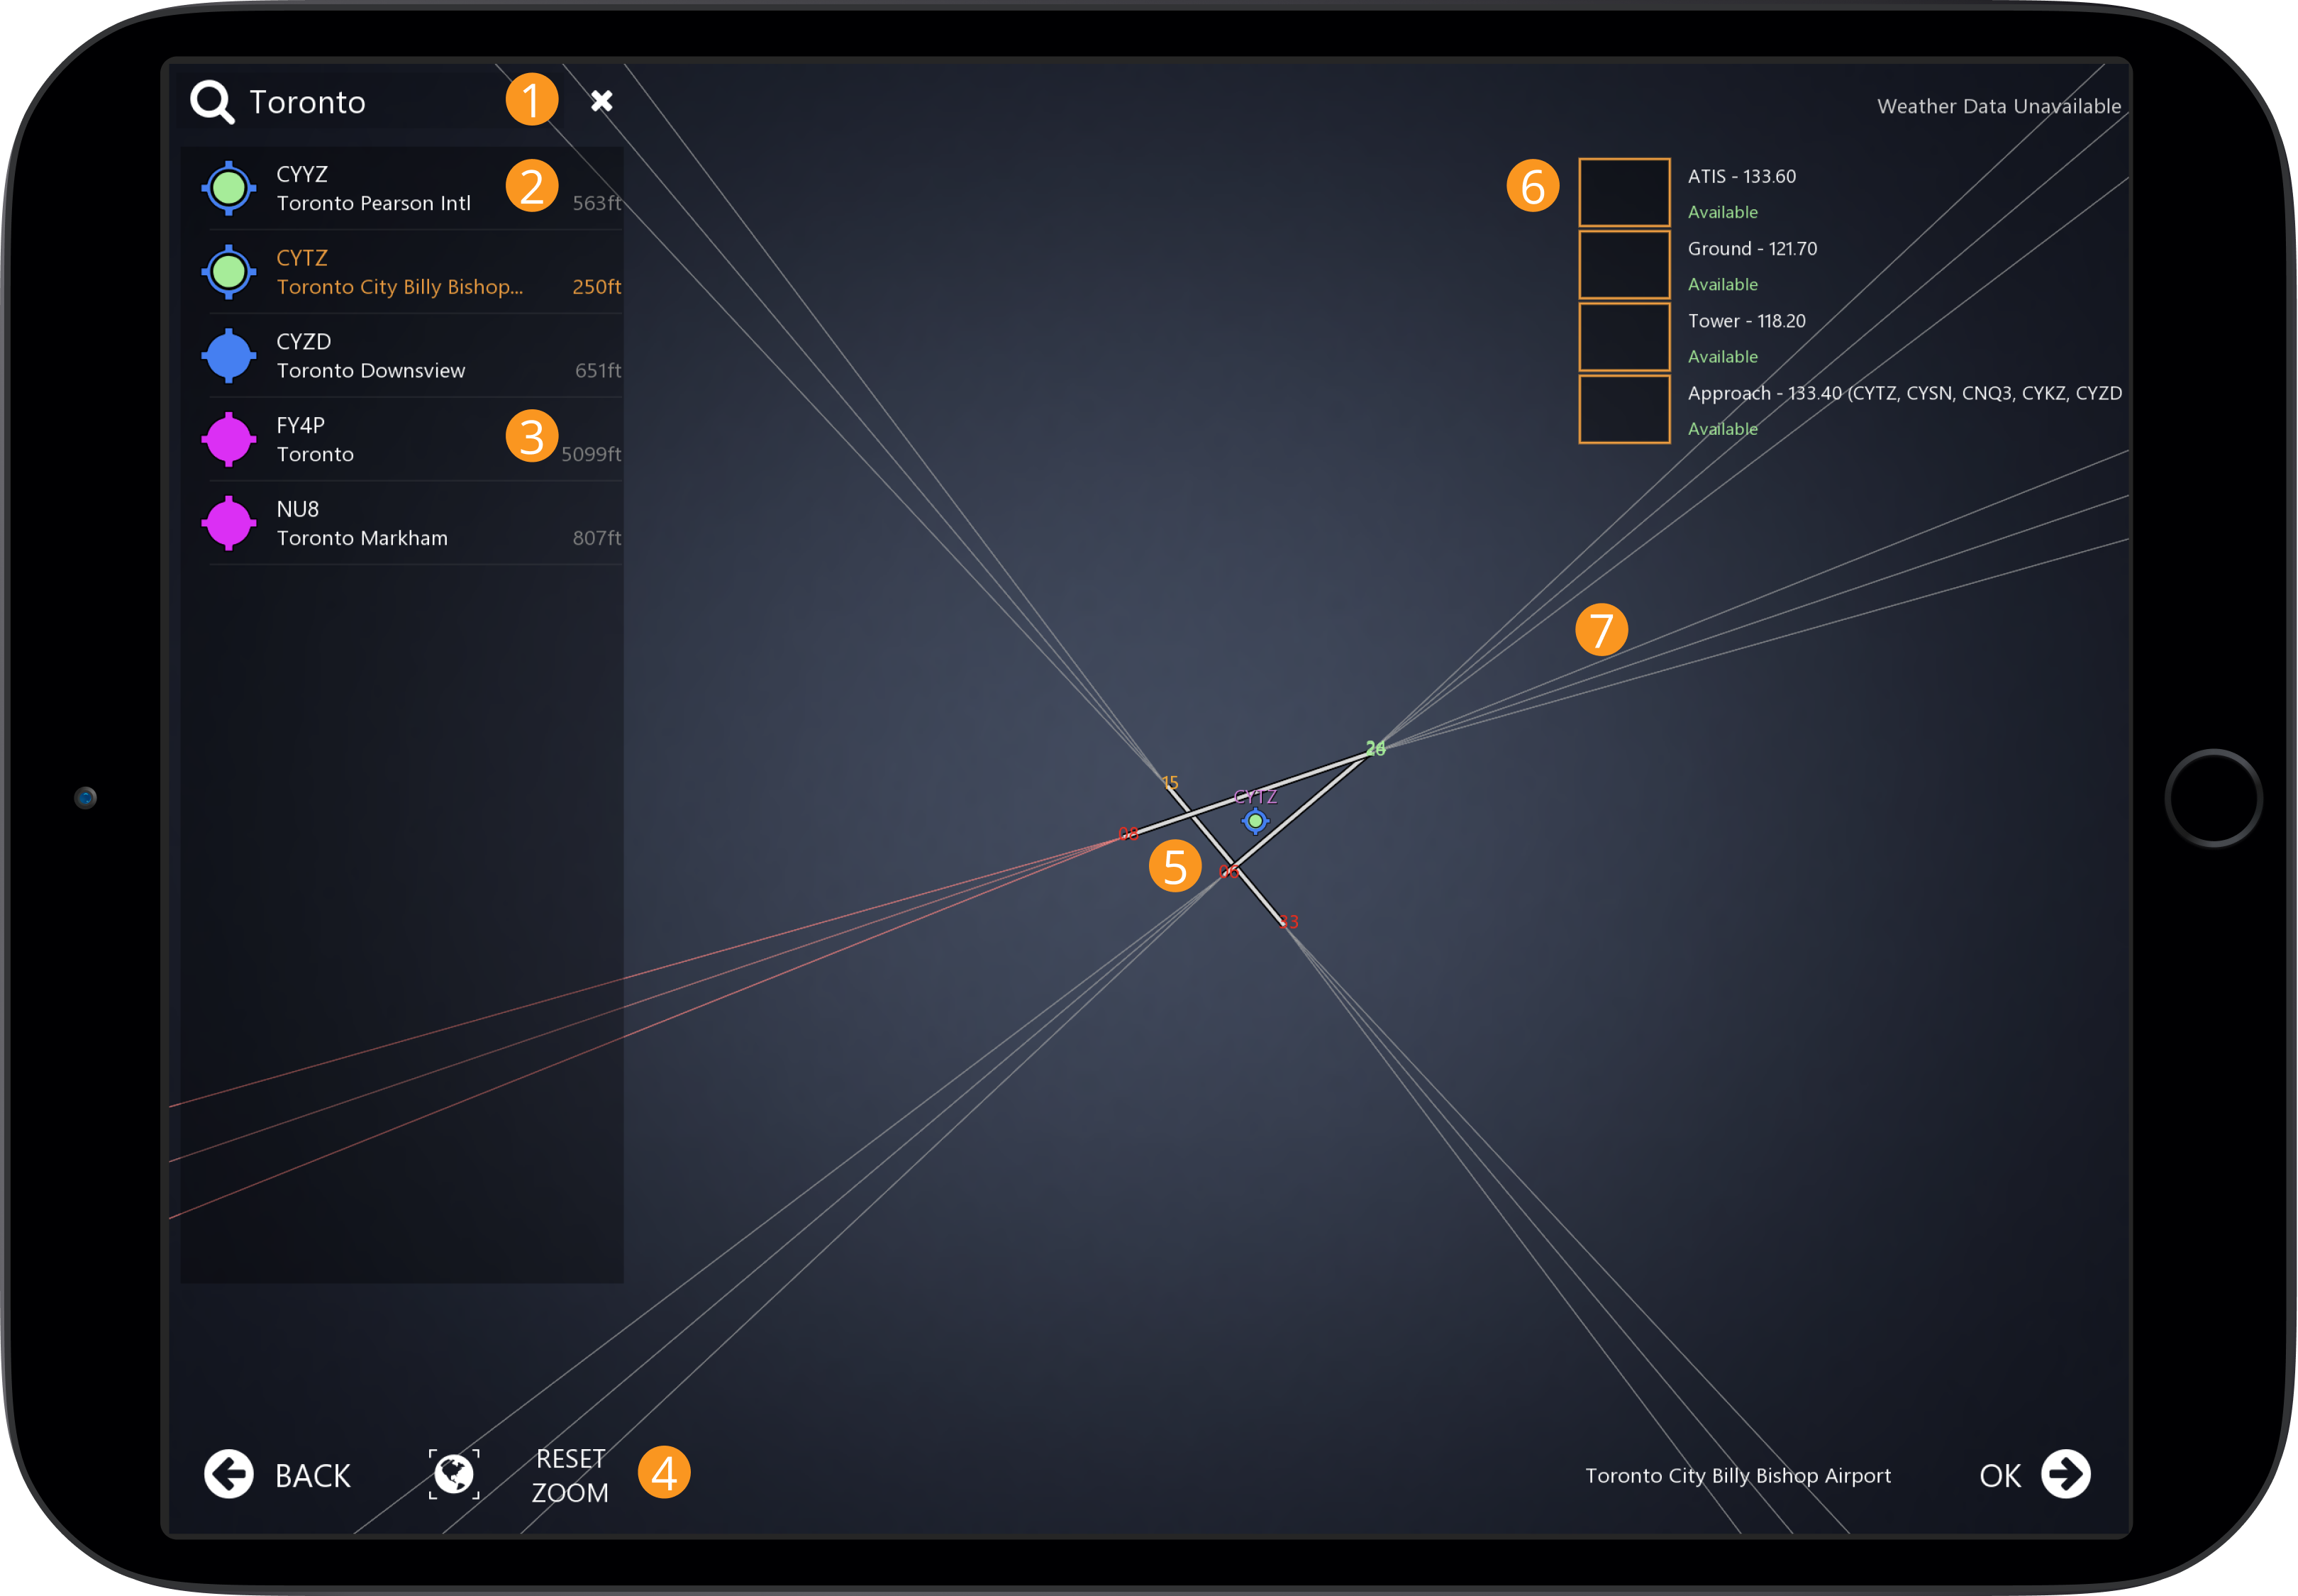 Toronto
1
CYYZ
Toronto Pearson Intl
563ft
2
CYTZ
Toronto City Billy Bishop...
250ft
CYZD
Toronto Downsview
651ft
FY4P
Toronto
5099ft
3
NU8
Toronto Markham
807ft
Weather Data Unavailable
6
ATIS - 133.60
Available
Ground - 121.70
Available
Tower - 118.20
Available
Approach - 133.40 (CYTZ, CYSN, CNQ3, CYKZ, CYZD
Available
7
15
CYTZ
08
5
06
33
BACK
RESET
ZOOM
4
Toronto City Billy Bishop Airport
OK